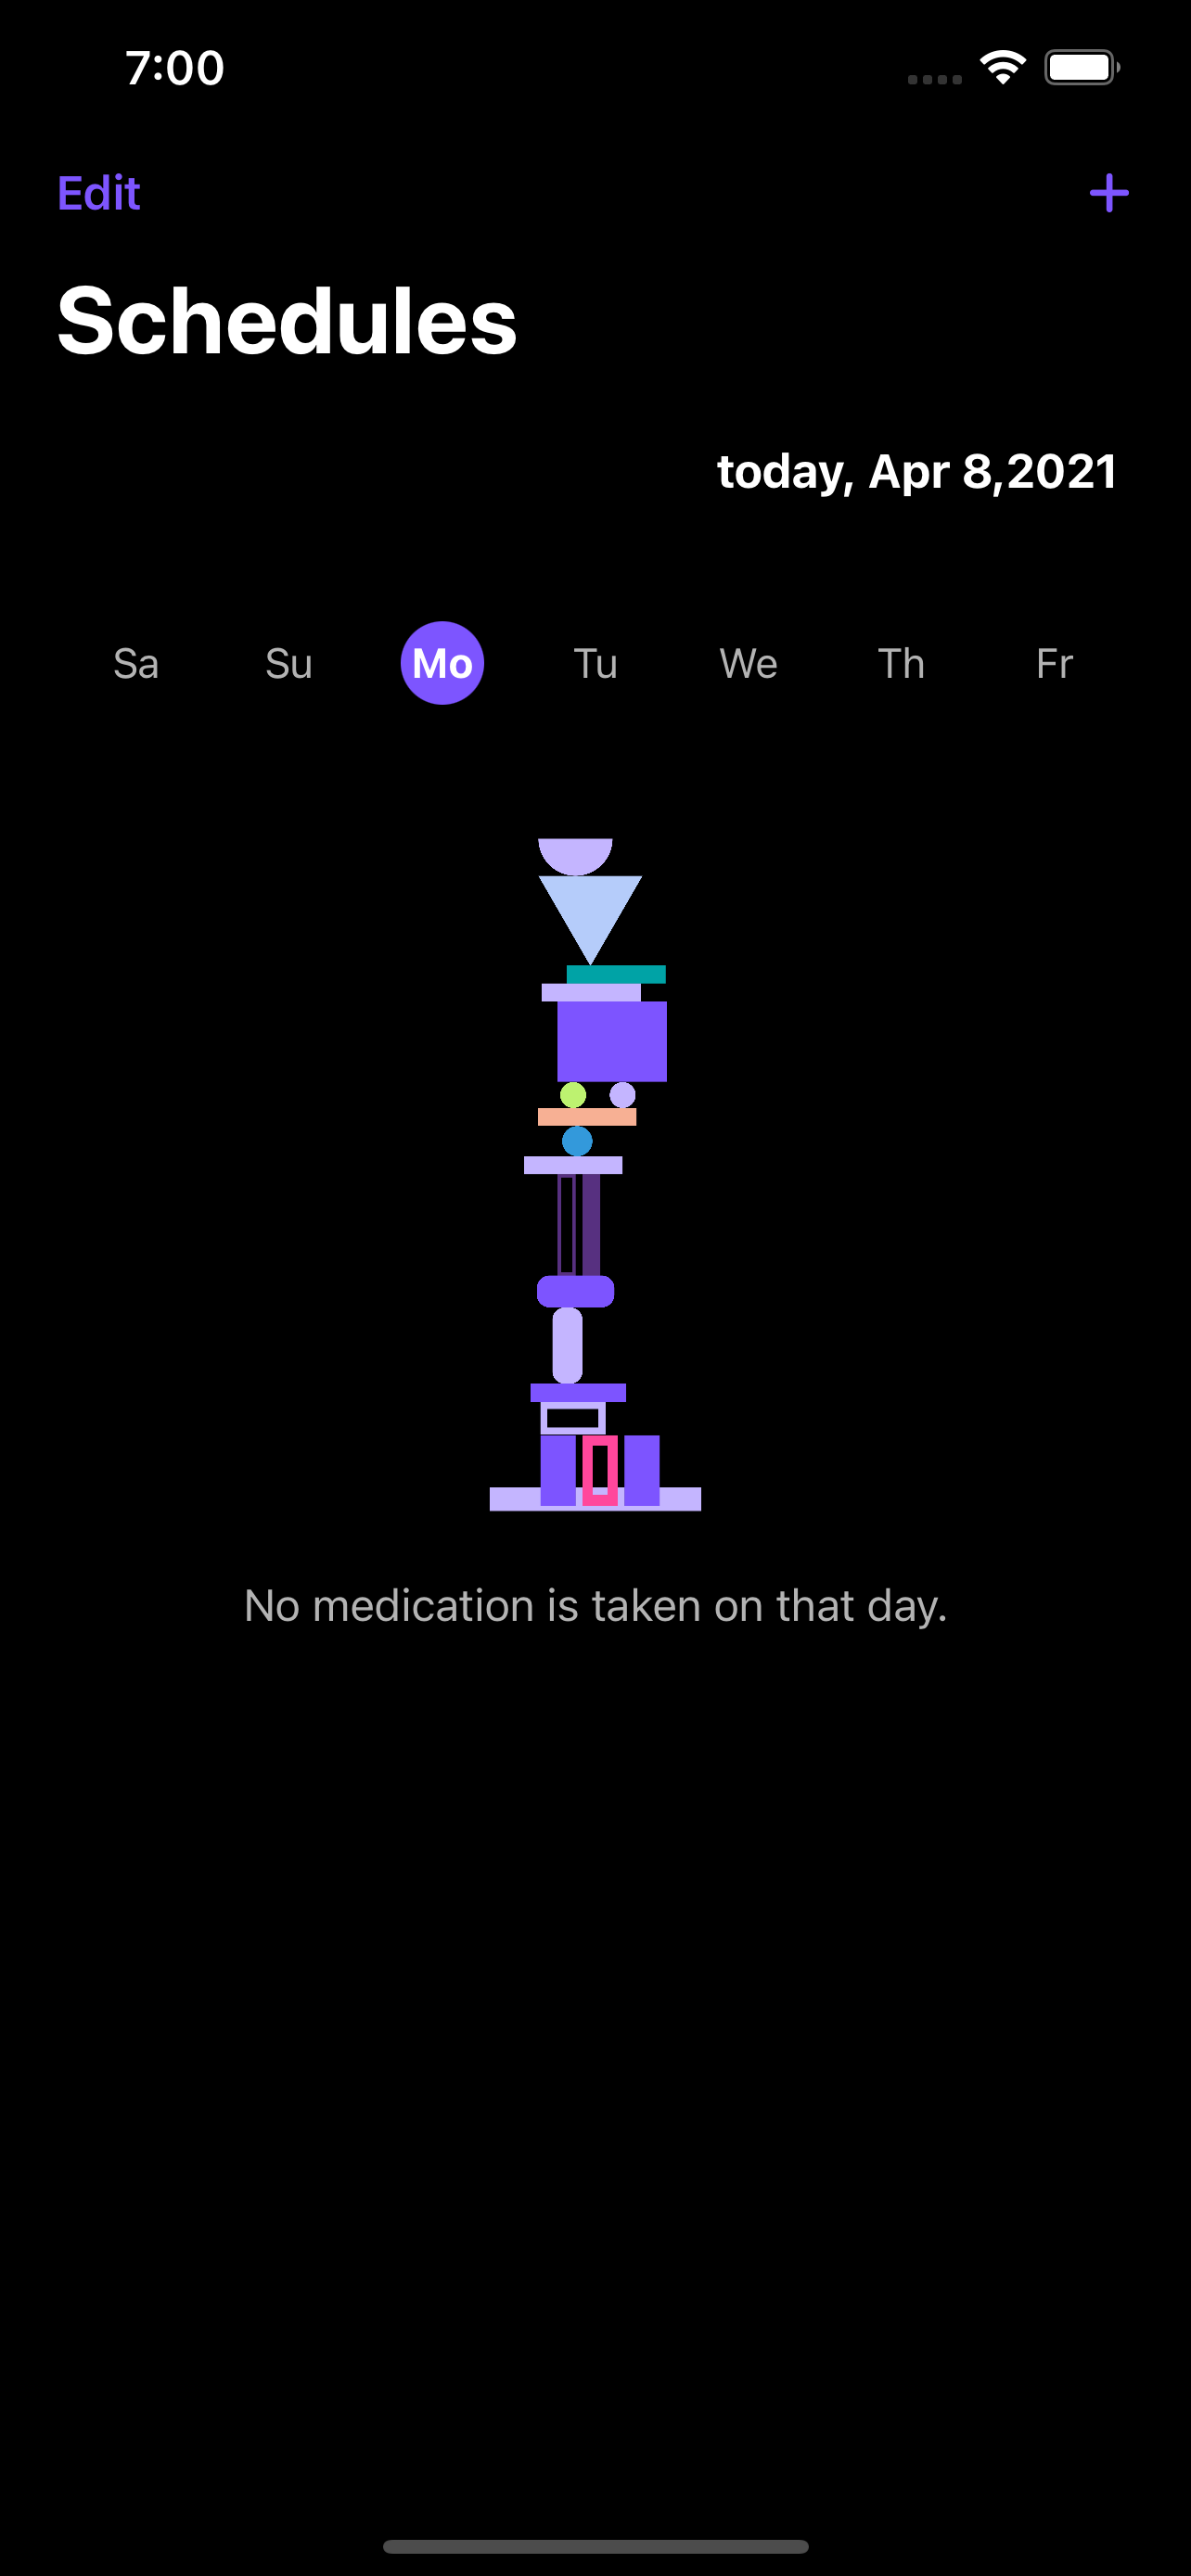 7:00
Edit
Schedules
today, Apr 8,2021
Sa Su Mo Tu We Th Fr
No medication is taken on that day.